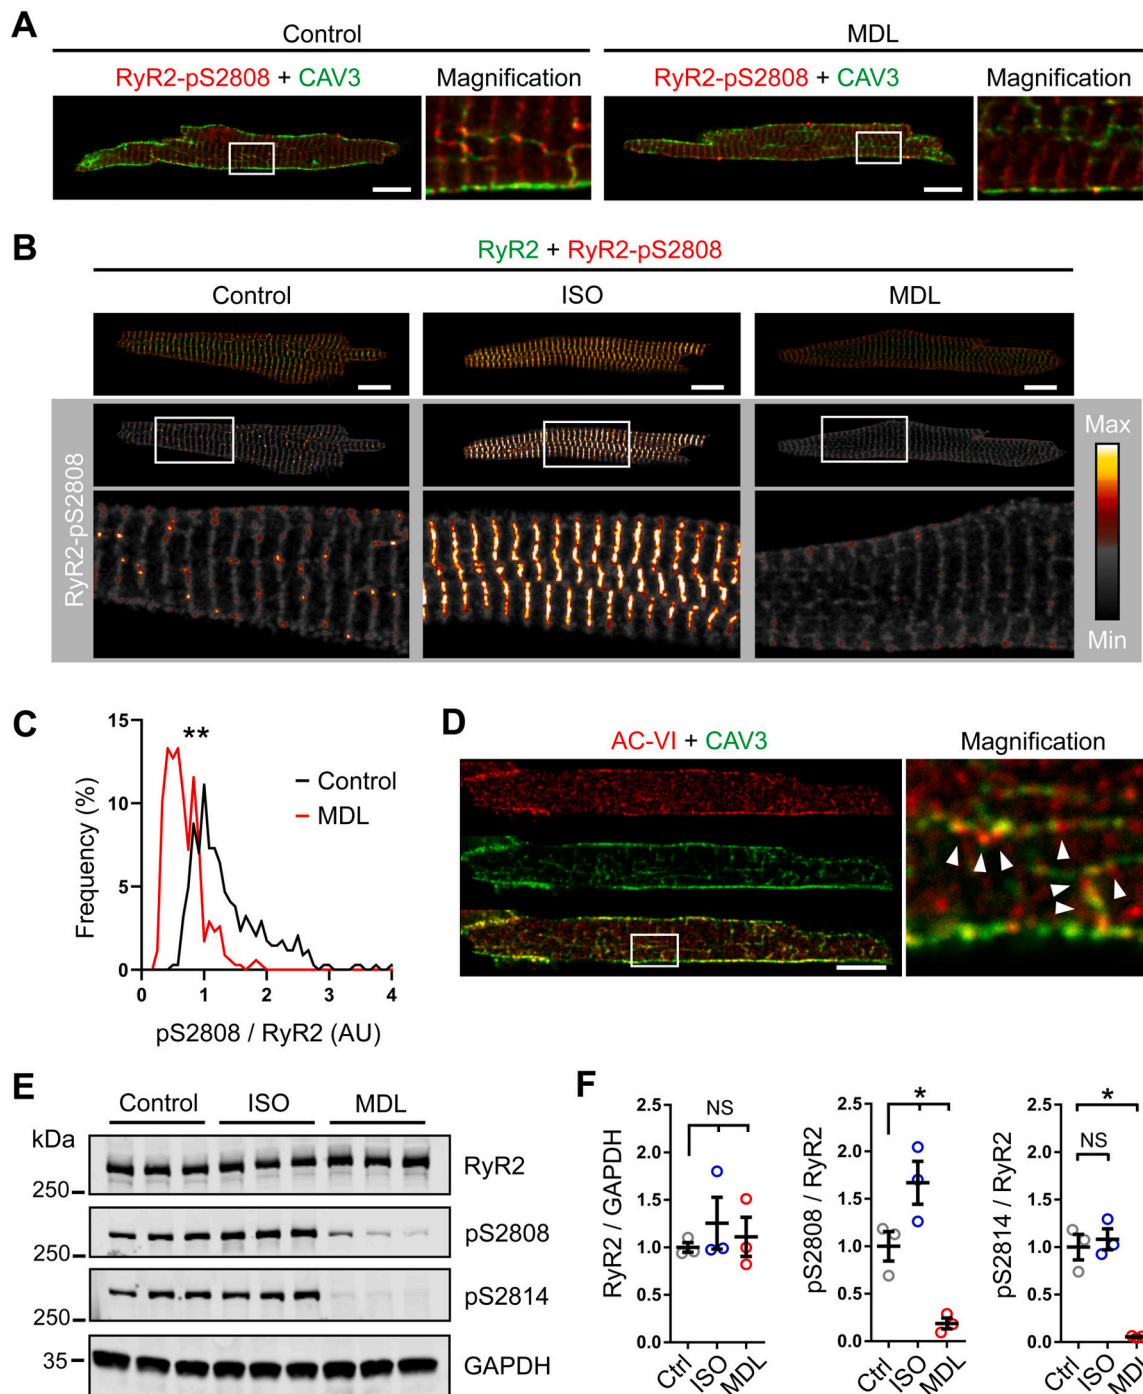 A
Control
MDL
RyR2-pS2808 + CAV3
Magnification
RyR2-pS2808 + CAV3
Magnification
B
RyR2 + RyR2-pS2808
Control
ISO
MDL
RyR2-pS2808
Max
Min
C
15
10
5
0
0
1
2
3
4
Frequency (%)
**
Control
MDL
pS2808 / RyR2 (AU)
D
AC-VI + CAV3
Magnification
E
Control
ISO
MDL
kDa
250
RyR2
250
pS2808
250
pS2814
35
GAPDH
F
RyR2 / GAPDH
2.5
2.0
1.5
1.0
0.5
0.0
NS
Ctrl
ISO
MDL
pS2808 / RyR2
2.5
2.0
1.5
1.0
0.5
0.0
*
Ctrl
ISO
MDL
pS2814 / RyR2
2.5
2.0
1.5
1.0
0.5
0.0
*
NS
Ctrl
ISO
MDL